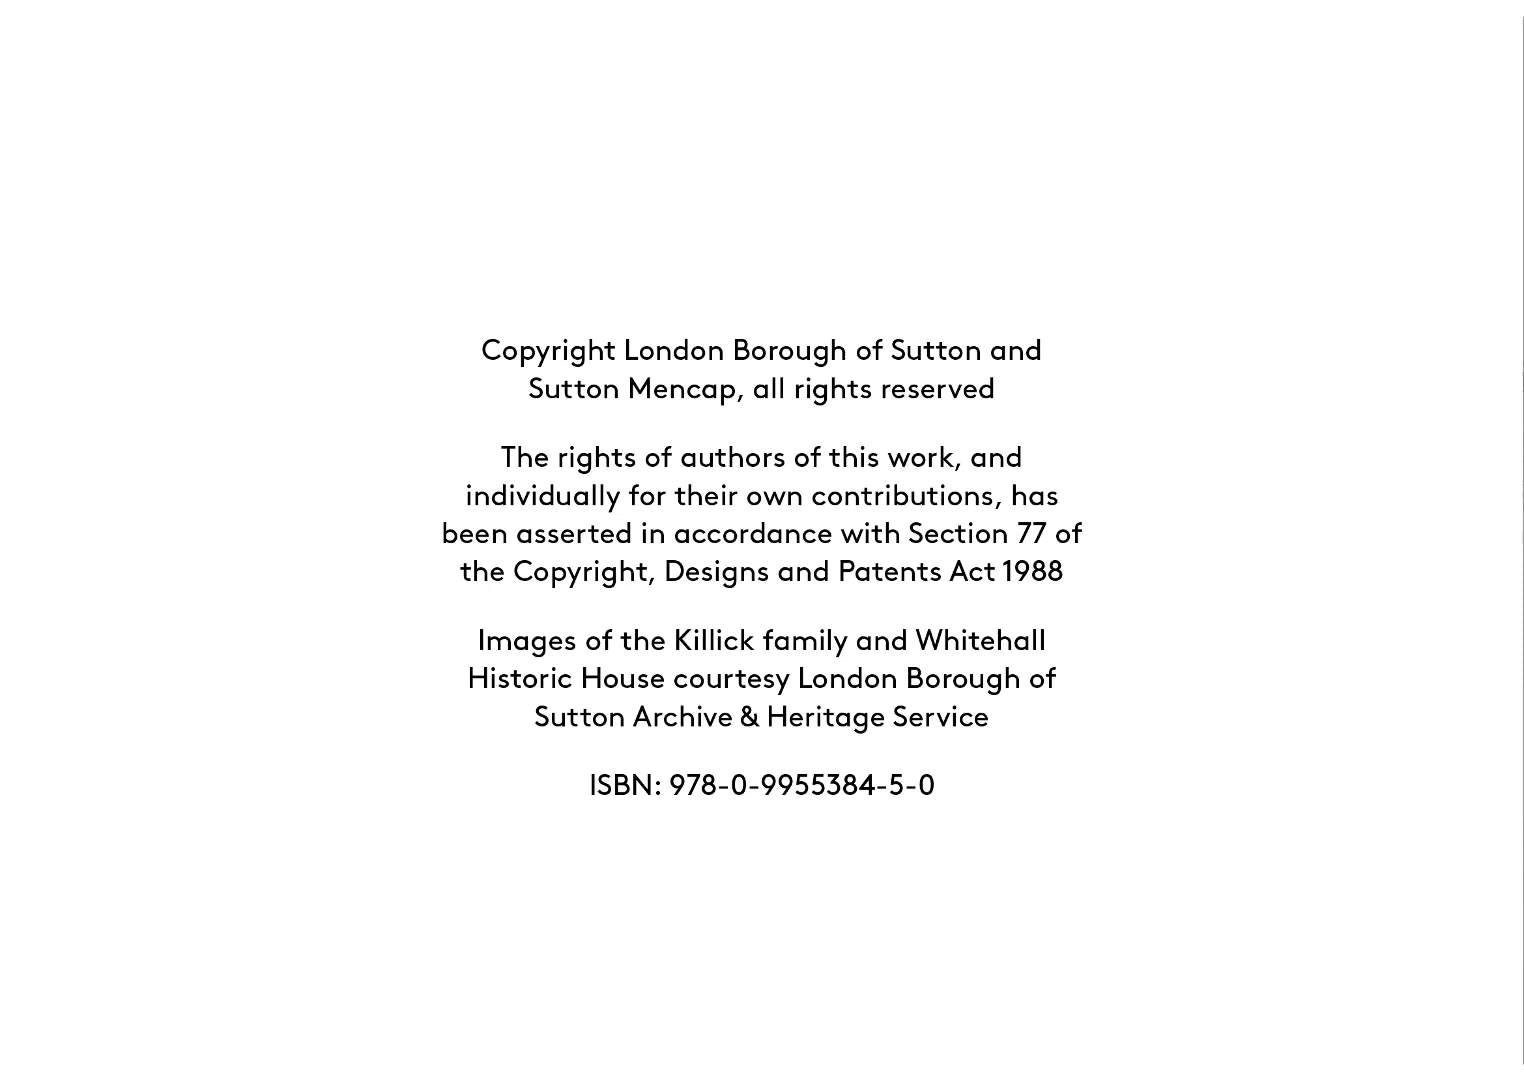 Copyright London Borough of Sutton and
Sutton Mencap, all rights reserved
The rights of authors of this work, and
individually for their own contributions, has
been asserted in accordance with Section 77 of
the Copyright, Designs and Patents Act 1988
Images of the Killick family and Whitehall
Historic House courtesy London Borough of
Sutton Archive & Heritage Service
ISBN: 978-0-9955384-5-0